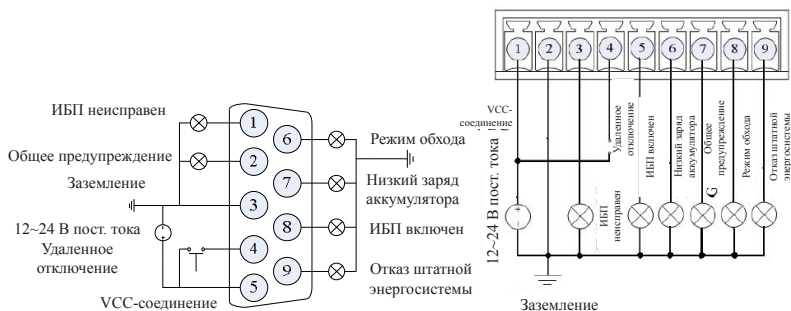 ИБП неисправен
Общее предупреждение
Заземление
12~24 В пост. тока
Удаленное
отключение
VCC-соединение
1
2
3
4
5
6
7
8
9
Режим обхода
Низкий заряд
аккумулятора
ИБП включен
Отказ штатной
энергосистемы
1 2 3 4 5 6 7 8 9
VCC-
соединение
12~24 В пост. тока
ИБП
неисправен
Удаленное
отключение
ИБП включен
Низкий заряд
аккумулятора
Общее
предупреждение
G
Режим обхода
Отказ штатной
энергосистемы
Заземление